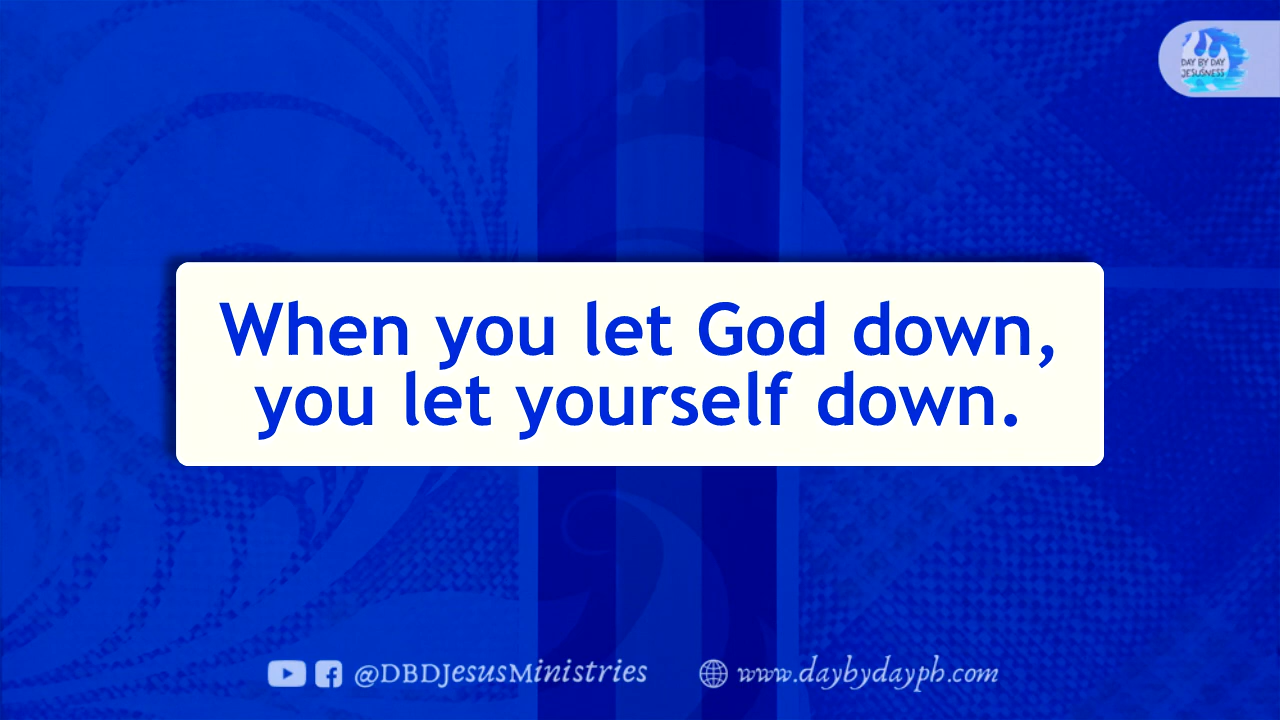 DAY BY DAY
JESUSNESS
When you let God down,
you let yourself down.
@DBDJesusMinistries
www.daybydayph.com